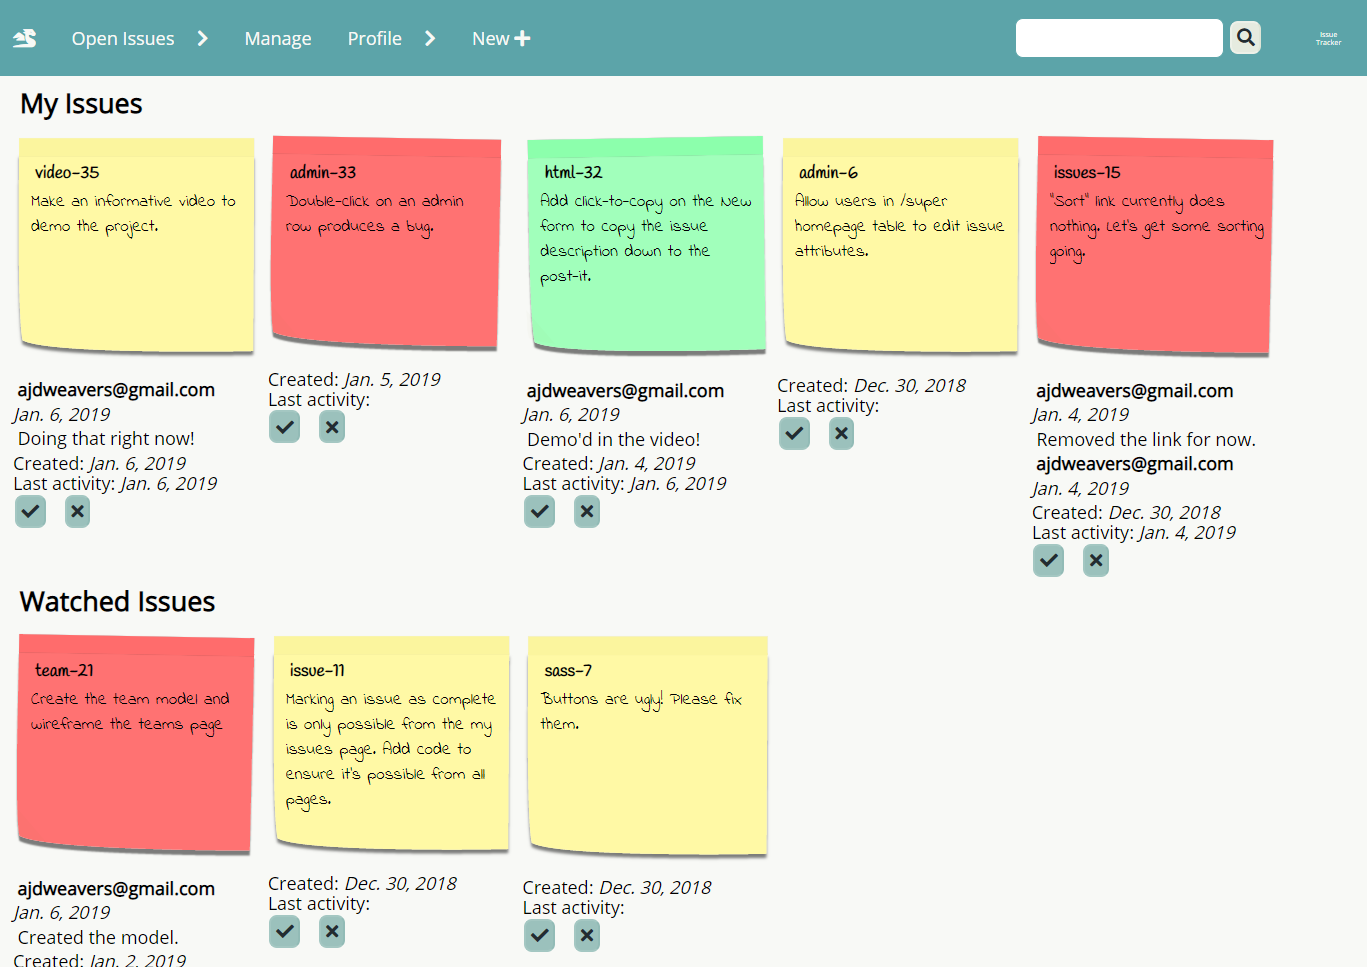 Open Issues
Manage
Profile
New
Issue
Tracker
My Issues
video-35
Make an informative video to
demo the project.
ajdweavers@gmail.com
Jan. 6, 2019
Doing that right now!
Created: Jan. 6, 2019
Last activity: Jan. 6, 2019
admin-33
Double-click on an admin
row produces a bug.
Created: Jan. 5, 2019
Last activity:
html-32
Add click-to-copy on the New
form to copy the issue
description down to the
post-it.
ajdweavers@gmail.com
Jan. 6, 2019
Demo'd in the video!
Created: Jan. 4, 2019
Last activity: Jan. 6, 2019
admin-6
Allow users in /super
homepage table to edit issue
attributes.
Created: Dec. 30, 2018
Last activity:
issues-15
"Sort" link currently does
nothing. Let's get some sorting
going.
ajdweavers@gmail.com
Jan. 4, 2019
Removed the link for now.
ajdweavers@gmail.com
Jan. 4, 2019
Created: Dec. 30, 2018
Last activity: Jan. 4, 2019
Watched Issues
team-21
Create the team model and
wireframe the teams page
ajdweavers@gmail.com
Jan. 6, 2019
Created the model.
Created: Jan. 2, 2019
issue-11
Marking an issue as complete
is only possible from the my
issues page. Add code to
ensure it's possible from all
pages.
Created: Dec. 30, 2018
Last activity:
sass-7
Buttons are ugly! Please fix
them.
Created: Dec. 30, 2018
Last activity: